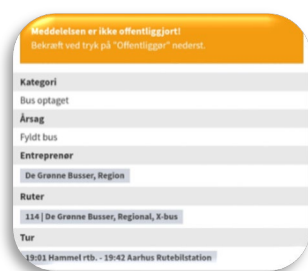 Meddelelsen er ikke offentliggjort!
Bekræft ved tryk på "Offentliggør" nederst.
Kategori
Bus optaget
Årsag
Fyldt bus
Entreprenør
De Grønne Busser, Region
Ruter
114 | De Grønne Busser, Regional, X-bus
Tur
19:01 Hammel rtb. - 19:42 Aarhus Rutebilstation